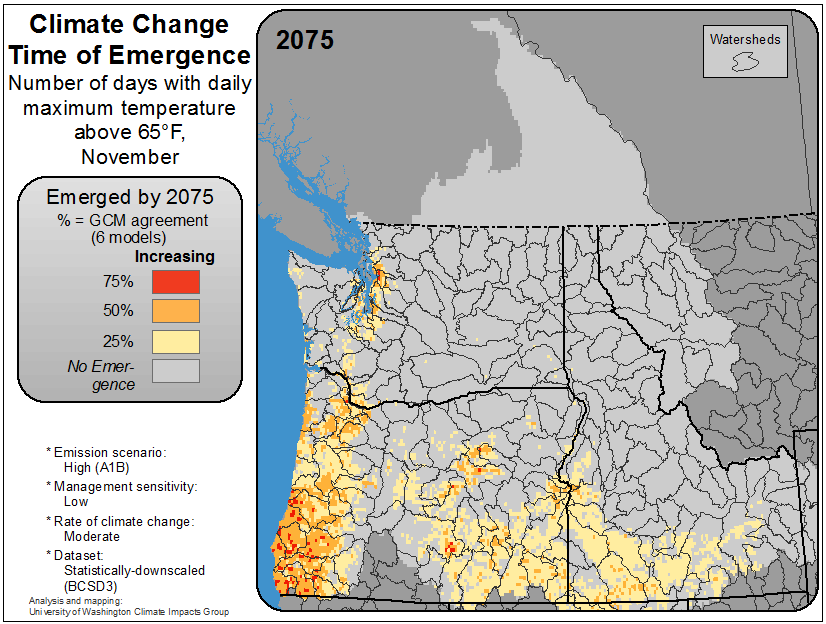 Climate Change
Time of Emergence
Number of days with daily
maximum temperature
above 65°F,
November
2075
Watersheds
Emerged by 2075
% = GCM agreement
(6 models)
Increasing
75%
50%
25%
No Emer-
gence
* Emission scenario:
High (A1B)
* Management sensitivity:
Low
* Rate of climate change:
Moderate
* Dataset:
Statistically-downscaled
(BCSD3)
Analysis and mapping:
University of Washington Climate Impacts Group